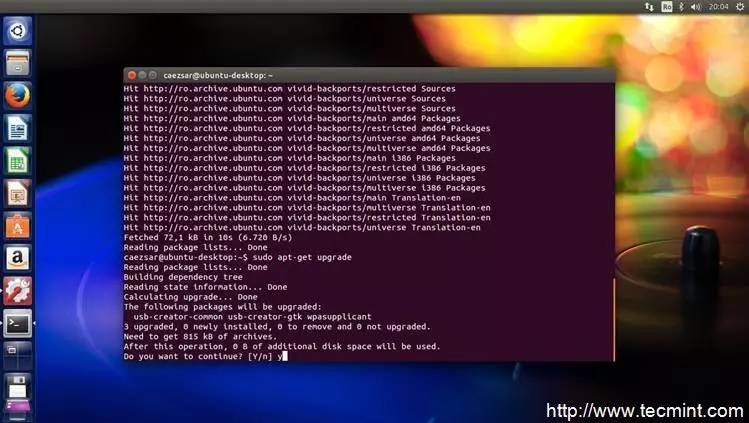 Ro
20:04
caezsar@ubuntu-desktop: ~
Hit http://ro.archive.ubuntu.com vivid-backports/restricted Sources
Hit http://ro.archive.ubuntu.com vivid-backports/universe Sources
Hit http://ro.archive.ubuntu.com vivid-backports/multiverse Sources
Hit http://ro.archive.ubuntu.com vivid-backports/main amd64 Packages
Hit http://ro.archive.ubuntu.com vivid-backports/restricted amd64 Packages
Hit http://ro.archive.ubuntu.com vivid-backports/universe amd64 Packages
Hit http://ro.archive.ubuntu.com vivid-backports/multiverse amd64 Packages
Hit http://ro.archive.ubuntu.com vivid-backports/main i386 Packages
Hit http://ro.archive.ubuntu.com vivid-backports/restricted i386 Packages
Hit http://ro.archive.ubuntu.com vivid-backports/universe i386 Packages
Hit http://ro.archive.ubuntu.com vivid-backports/multiverse i386 Packages
Hit http://ro.archive.ubuntu.com vivid-backports/main Translation-en
Hit http://ro.archive.ubuntu.com vivid-backports/multiverse Translation-en
Hit http://ro.archive.ubuntu.com vivid-backports/restricted Translation-en
Hit http://ro.archive.ubuntu.com vivid-backports/universe Translation-en
Fetched 72,1 kB in 10s (6.720 B/s)
Reading package lists... Done
caezsar@ubuntu-desktop:~$ sudo apt-get upgrade
Reading package lists... Done
Building dependency tree
Reading state information... Done
Calculating upgrade... Done
The following packages will be upgraded:
usb-creator-common usb-creator-gtk wpasupplicant
3 upgraded, 0 newly installed, 0 to remove and 0 not upgraded.
Need to get 815 kB of archives.
After this operation, 0 B of additional disk space will be used.
Do you want to continue? [Y/n] y
http://www.tecmint.com